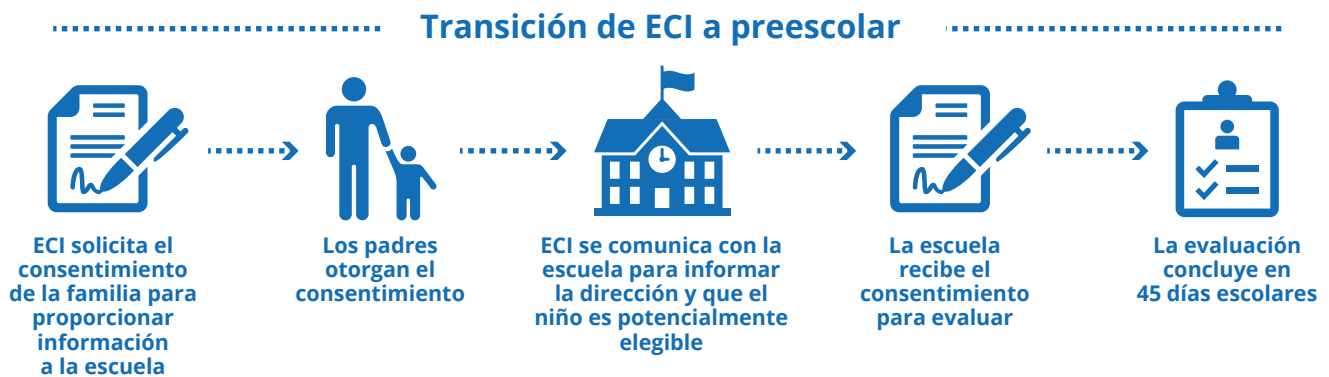 Transición de ECI a preescolar
ECI solicita el
consentimiento
de la familia para
proporcionar
información
a la escuela
Los padres
otorgan el
consentimiento
ECI se comunica con la
escuela para informar
la dirección y que el
niño es potencialmente
elegible
La escuela
recibe el
consentimiento
para evaluar
La evaluación
concluye en
45 días escolares